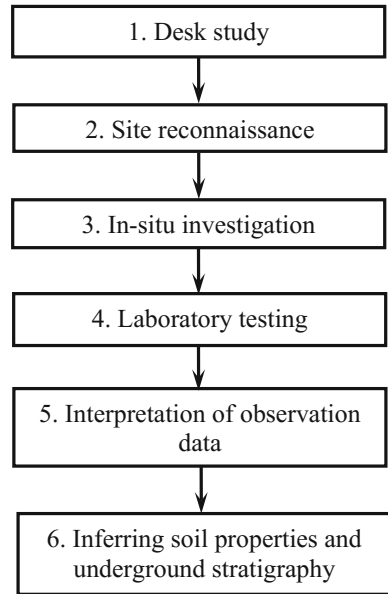 1. Desk study
2. Site reconnaissance
3. In-situ investigation
4. Laboratory testing
5. Interpretation of observation
data
6. Inferring soil properties and
underground stratigraphy